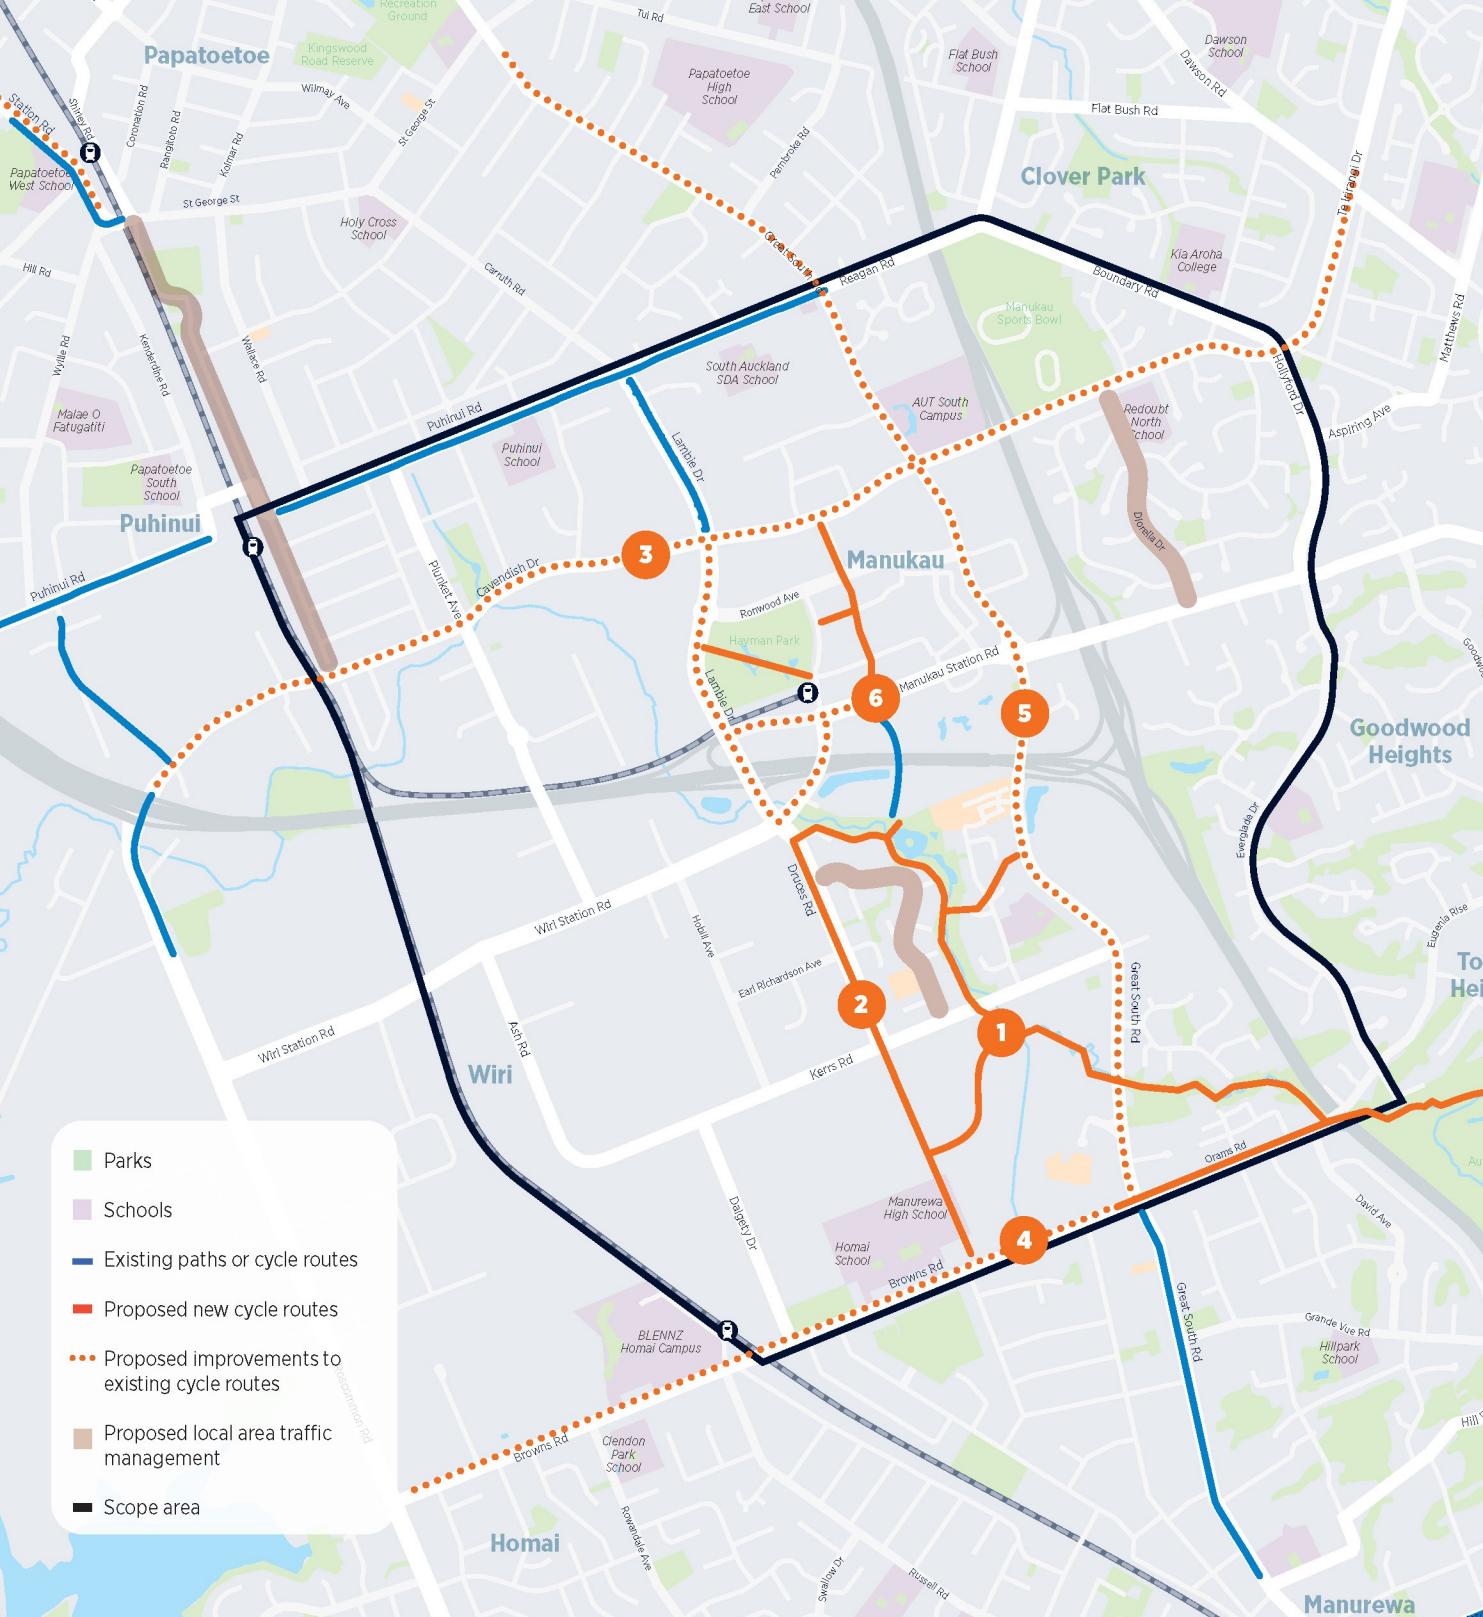 Recreation
Ground
Tui Rd
East School
Papatoetoe
Kingswood
Road Reserve
Flat Bush
School
Dawson
School
Dawson Rd
Papatoetoe
High
School
Wilmay Ave
St George St
Station Rd
Shirley Rd
Coronation Rd
Rangitoto Rd
Kolmar Rd
Flat Bush Rd
Pembroke Rd
Clover Park
Te Irirangi Dr
Papatoetoe
West School
St George St
Holy Cross
School
Great South
Reagan Rd
Kia Aroha
College
Boundary Rd
Hill Rd
Carruth Rd
Manukau
Sports Bowl
Matthews Rd
Wyllie Rd
Kenderdine Rd
Wallace Rd
South Auckland
SDA School
Hollyford Dr
AUT South
Campus
Redoubt
North
School
Aspiring Ave
Malae O
Fatugatiti
Puhinui Rd
Puhinui
School
Lambie Dr
Papatoetoe
South
School
Puhinui
Diorella Dr
3
Manukau
Cavendish Dr
Plunket Ave
Puhinui Rd
Ronwood Ave
Hayman Park
Manukau Station Rd
Goodwo
Lambie Dr
6
5
Goodwood
Heights
Everglade Dr
Druces Rd
Wiri Station Rd
Hobill Ave
Eugenia Rise
To
Hei
Earl Richardson Ave
2
Great South Rd
1
Wiri Station Rd
Ash Rd
Wiri
Kerrs Rd
Parks
Schools
Existing paths or cycle routes
Proposed new cycle routes
Proposed improvements to
existing cycle routes
Proposed local area traffic
management
Scope area
Roscommon Rd
Orams Rd
Au
David Ave
Dalgety Dr
Manurewa
High School
Homai
School
4
Browns Rd
Great South Rd
Grande Vue Rd
Hillpark
School
BLENNZ
Homai Campus
Hill
Browns Rd
Clendon
Park
School
Rowandale Ave
Homai
Swallow Dr
Russell Rd
Manurewa